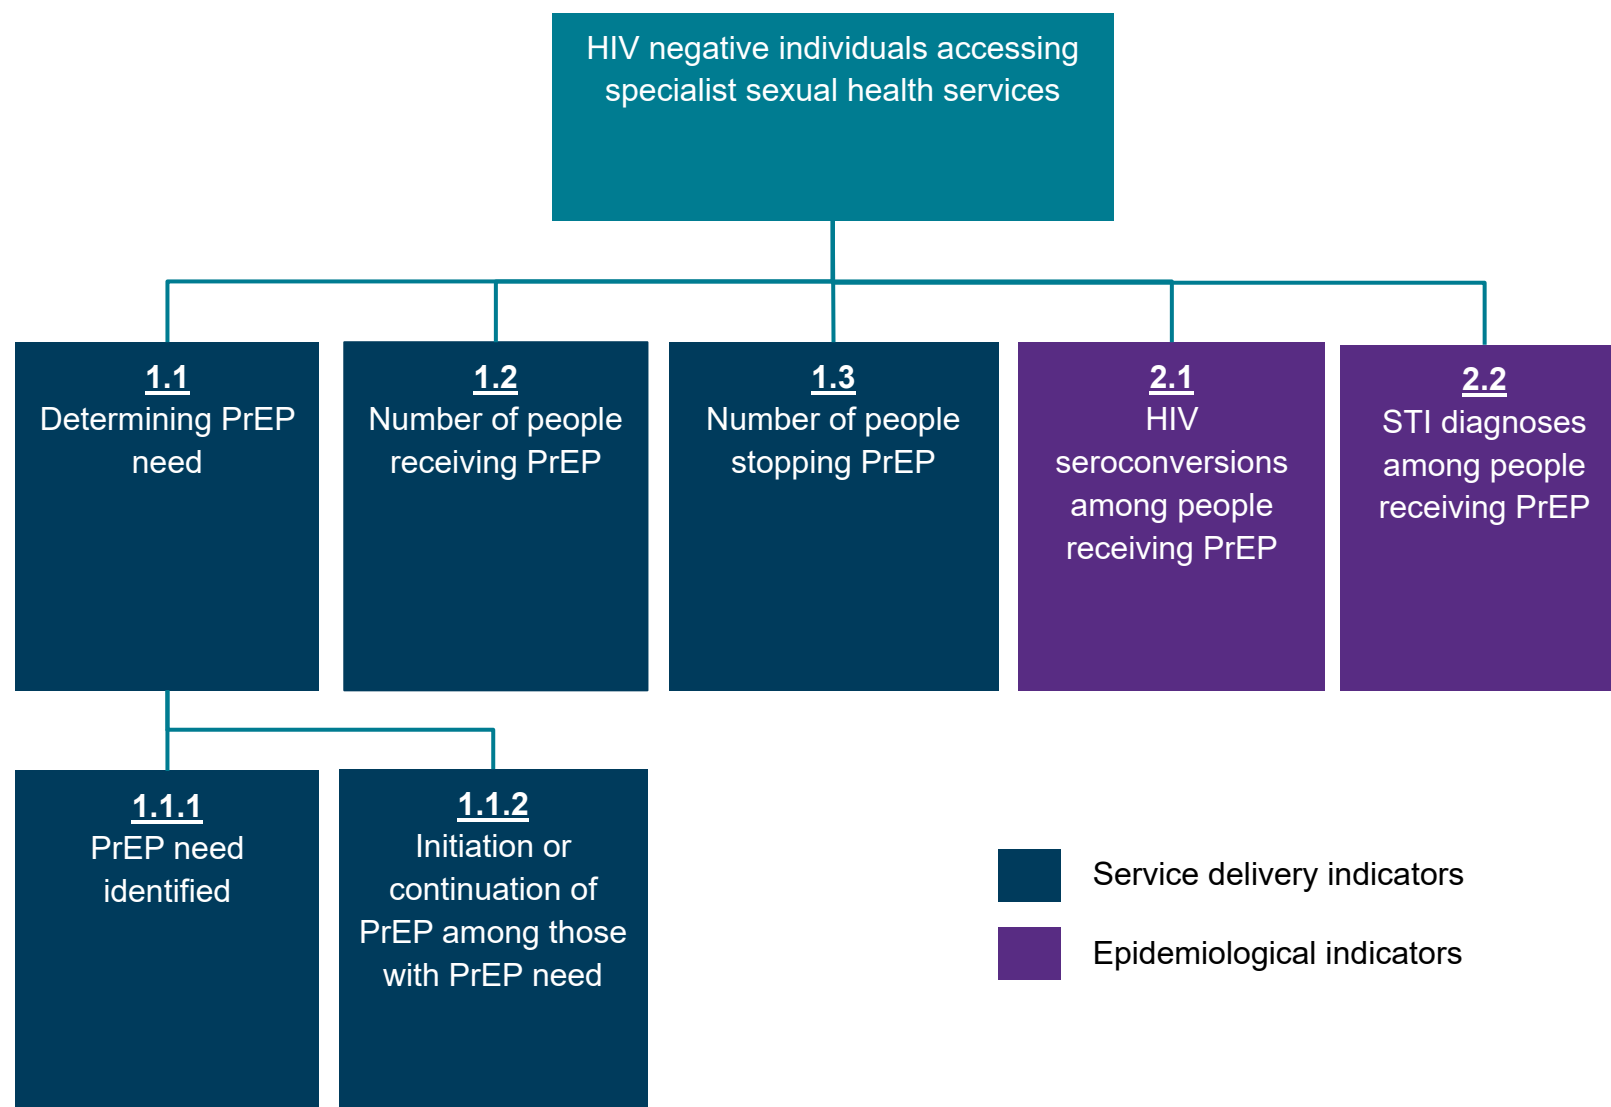 HIV negative individuals accessing
specialist sexual health services
1.1
Determining PrEP
need
1.2
Number of people
receiving PrEP
1.3
Number of people
stopping PrEP
2.1
HIV
seroconversions
among people
receiving PrEP
2.2
STI diagnoses
among people
receiving PrEP
1.1.1
PrEP need
identified
1.1.2
Initiation or
continuation of
PrEP among those
with PrEP need
Service delivery indicators
Epidemiological indicators